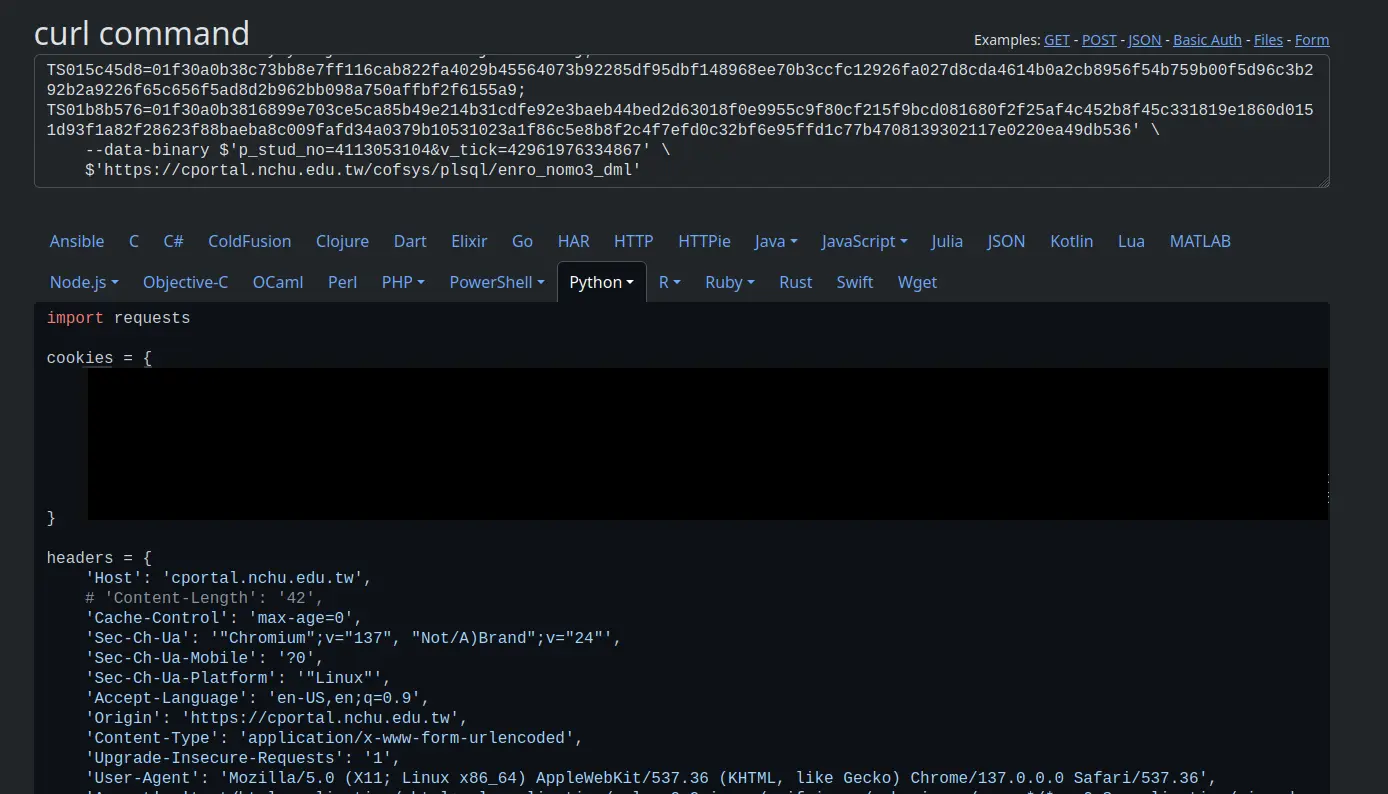 curl command
Examples: GET - POST - JSON - Basic Auth - Files - Form
TS015c45d8=01f30a0b38c73bb8e7ff116cab822fa4029b45564073b92285df95dbf148968ee70b3ccfc12926fa027d8cda4614b0a2cb8956f54b759b00f5d96c3b2
92b2a9226f65c656f5ad8d2b962bb098a750affbf2f6155a9;
TS01b8b576=01f30a0b3816899e703ce5ca85b49e214b31cdfe92e3baeb44bed2d63018f0e9955c9f80cf215f9bcd081680f2f25af4c452b8f45c331819e1860d015
1d93f1a82f28623f88baeba8c009fafd34a0379b10531023a1f86c5e8b8f2c4f7efd0c32bf6e95ffd1c77b4708139302117e0220ea49db536' \
--data-binary $'p_stud_no=4113053104&v_tick=42961976334867' \
$'https://cportal.nchu.edu.tw/cofsys/plsql/enro_nomo3_dml'
Ansible C C# ColdFusion Clojure Dart Elixir Go HAR HTTP HTTPie Java JavaScript Julia JSON Kotlin Lua MATLAB
Node.js Objective-C OCaml Perl PHP PowerShell Python R Ruby Rust Swift Wget
import requests
cookies = {
}
headers = {
'Host': 'cportal.nchu.edu.tw',
# 'Content-Length': '42',
'Cache-Control': 'max-age=0',
'Sec-Ch-Ua': '"Chromium";v="137", "Not/A)Brand";v="24"',
'Sec-Ch-Ua-Mobile': '?0',
'Sec-Ch-Ua-Platform': '"Linux"',
'Accept-Language': 'en-US,en;q=0.9',
'Origin': 'https://cportal.nchu.edu.tw',
'Content-Type': 'application/x-www-form-urlencoded',
'Upgrade-Insecure-Requests': '1',
'User-Agent': 'Mozilla/5.0 (X11; Linux x86_64) AppleWebKit/537.36 (KHTML, like Gecko) Chrome/137.0.0.0 Safari/537.36',